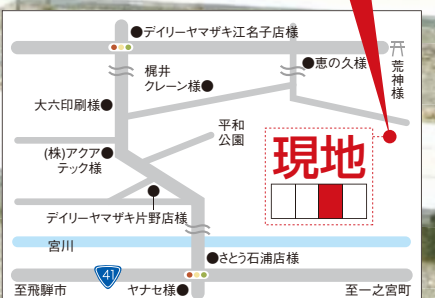 デイリーヤマザキ江名子店様
恵の久様
荒神様
梶井
クレーン様
大六印刷様
平和
公園
(株)アクア
テック様
現地
デイリーヤマザキ片野店様
宮川
さとう石浦店様
41
至飛騨市
ヤナセ様
至一之宮町